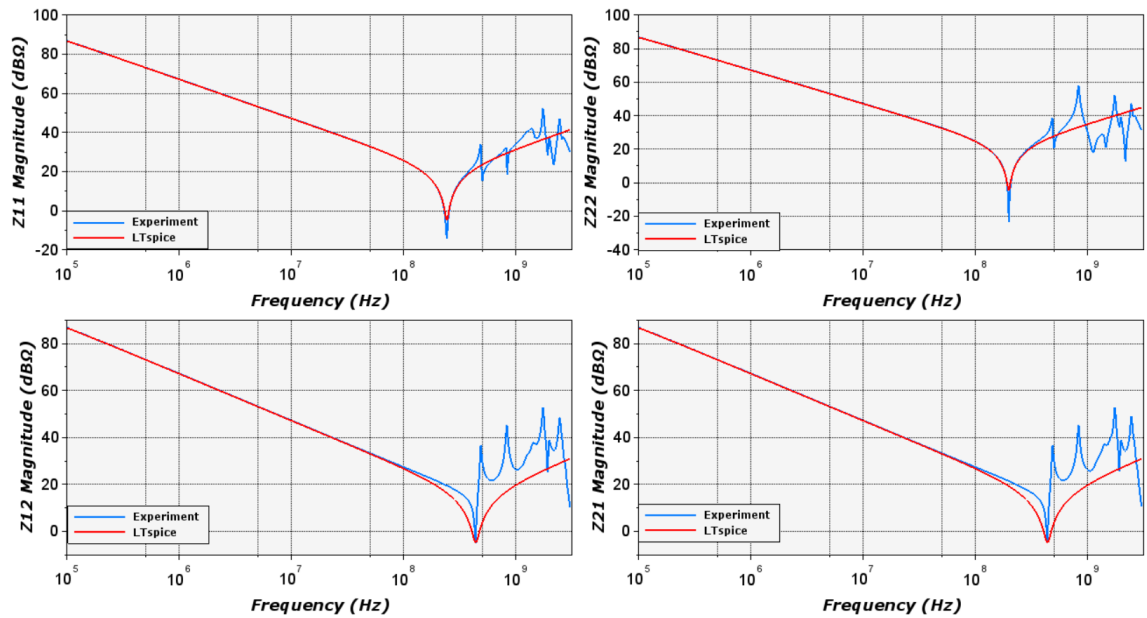 Z11 Magnitude (dBΩ)
100
80
60
40
20
0
-20
Experiment
LTspice
10^5
10^6
10^7
10^8
10^9
Frequency (Hz)
Z22 Magnitude (dBΩ)
100
80
60
40
20
0
-20
-40
Experiment
LTspice
10^5
10^6
10^7
10^8
10^9
Frequency (Hz)
Z12 Magnitude (dBΩ)
80
60
40
20
0
Experiment
LTspice
10^5
10^6
10^7
10^8
10^9
Frequency (Hz)
Z21 Magnitude (dBΩ)
80
60
40
20
0
Experiment
LTspice
10^5
10^6
10^7
10^8
10^9
Frequency (Hz)